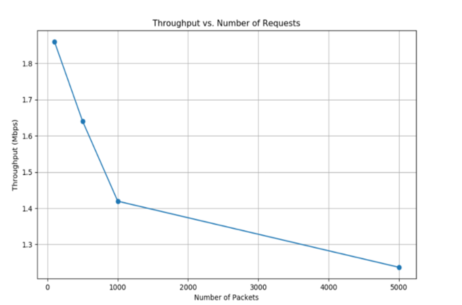 Throughput vs. Number of Requests
Throughput (Mbps)
1.8
1.7
1.6
1.5
1.4
1.3
0 1000 2000 3000 4000 5000
Number of Packets